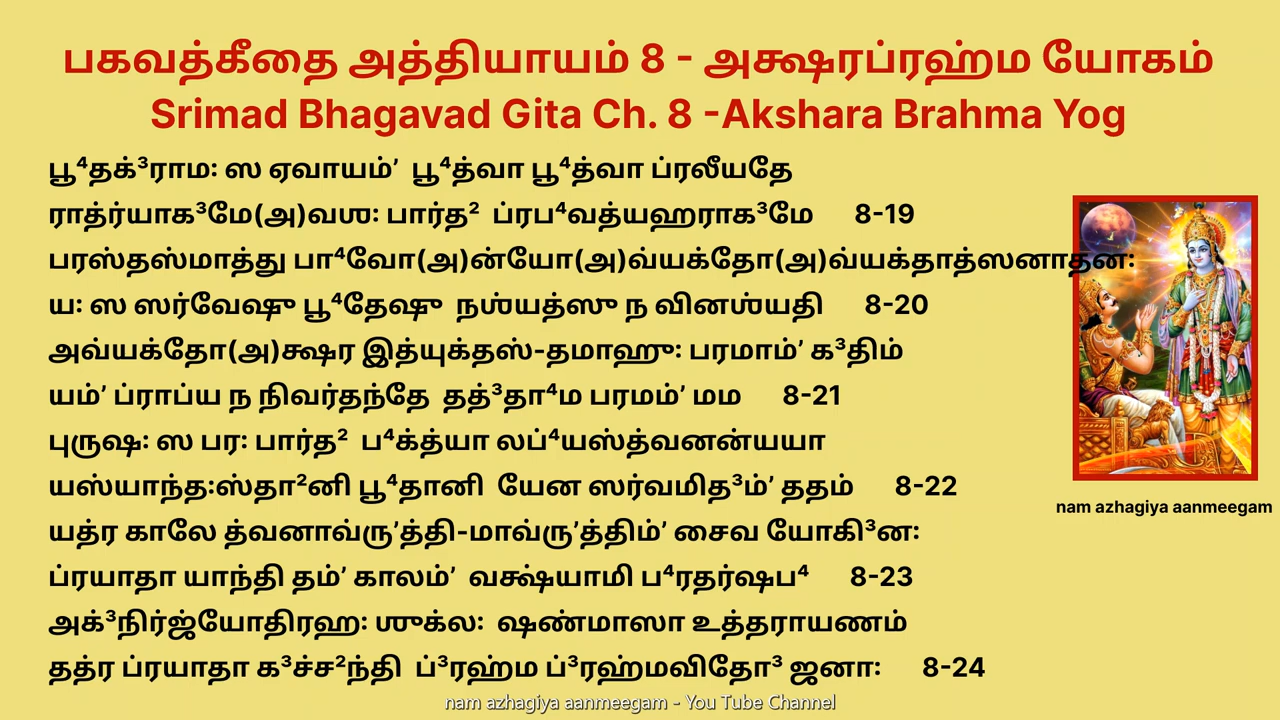 பகவத்கீதை அத்தியாயம் 8 - அக்ஷரப்ரஹ்ம யோகம்
Srimad Bhagavad Gita Ch. 8 -Akshara Brahma Yog
பூ⁴தக்³ராம: ஸ ஏவாயம்ʼ பூ⁴த்வா பூ⁴த்வா ப்ரலீயதே
ராத்ர்யாக³மே(அ)வஶ: பார்த² ப்ரப⁴வத்யஹராக³மே 8-19
பரஸ்தஸ்மாத்து பா⁴வோ(அ)ன்யோ(அ)வ்யக்தோ(அ)வ்யக்தாத்ஸனாதன:
ய: ஸ ஸர்வேஷு பூ⁴தேஷு நஶ்யத்ஸு ந வினஶ்யதி 8-20
அவ்யக்தோ(அ)க்ஷர இத்யுக்தஸ்-தமாஹு: பரமாம்ʼ க³திம்
யம்ʼ ப்ராப்ய ந நிவர்தந்தே தத்³தா⁴ம பரமம்ʼ மம 8-21
புருஷ: ஸ பர: பார்த² ப⁴க்த்யா லப்⁴யஸ்த்வனன்யயா
யஸ்யாந்த:ஸ்தா²னி பூ⁴தானி யேன ஸர்வமித³ம்ʼ ததம் 8-22
யத்ர காலே த்வனாவ்ருʼத்தி-மாவ்ருʼத்திம்ʼ சைவ யோகி³ன:
ப்ரயாதா யாந்தி தம்ʼ காலம்ʼ வக்ஷ்யாமி ப⁴ரதர்ஷப⁴ 8-23
அக்³நிர்ஜ்யோதிரஹ: ஶுக்ல: ஷண்மாஸா உத்தராயணம்
தத்ர ப்ரயாதா க³ச்ச²ந்தி ப்³ரஹ்ம ப்³ரஹ்மவிதோ³ ஜனா: 8-24
nam azhagiya aanmeegam
nam azhagiya aanmeegam - You Tube Channel